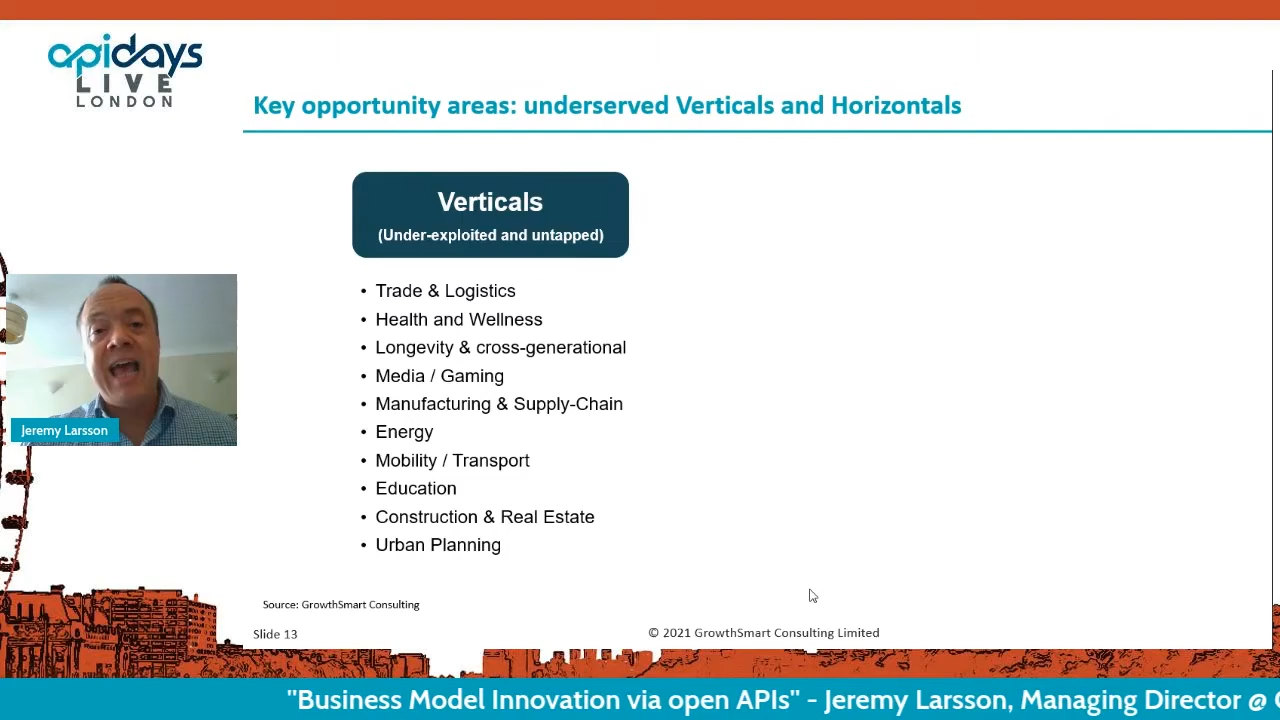 apidays
LIVE
LONDON
Key opportunity areas: underserved Verticals and Horizontals
Verticals
(Under-exploited and untapped)
• Trade & Logistics
• Health and Wellness
• Longevity & cross-generational
• Media / Gaming
• Manufacturing & Supply-Chain
• Energy
• Mobility / Transport
• Education
• Construction & Real Estate
• Urban Planning
Jeremy Larsson
Source: GrowthSmart Consulting
Slide 13
© 2021 GrowthSmart Consulting Limited
"Business Model Innovation via open APIs" - Jeremy Larsson, Managing Director @